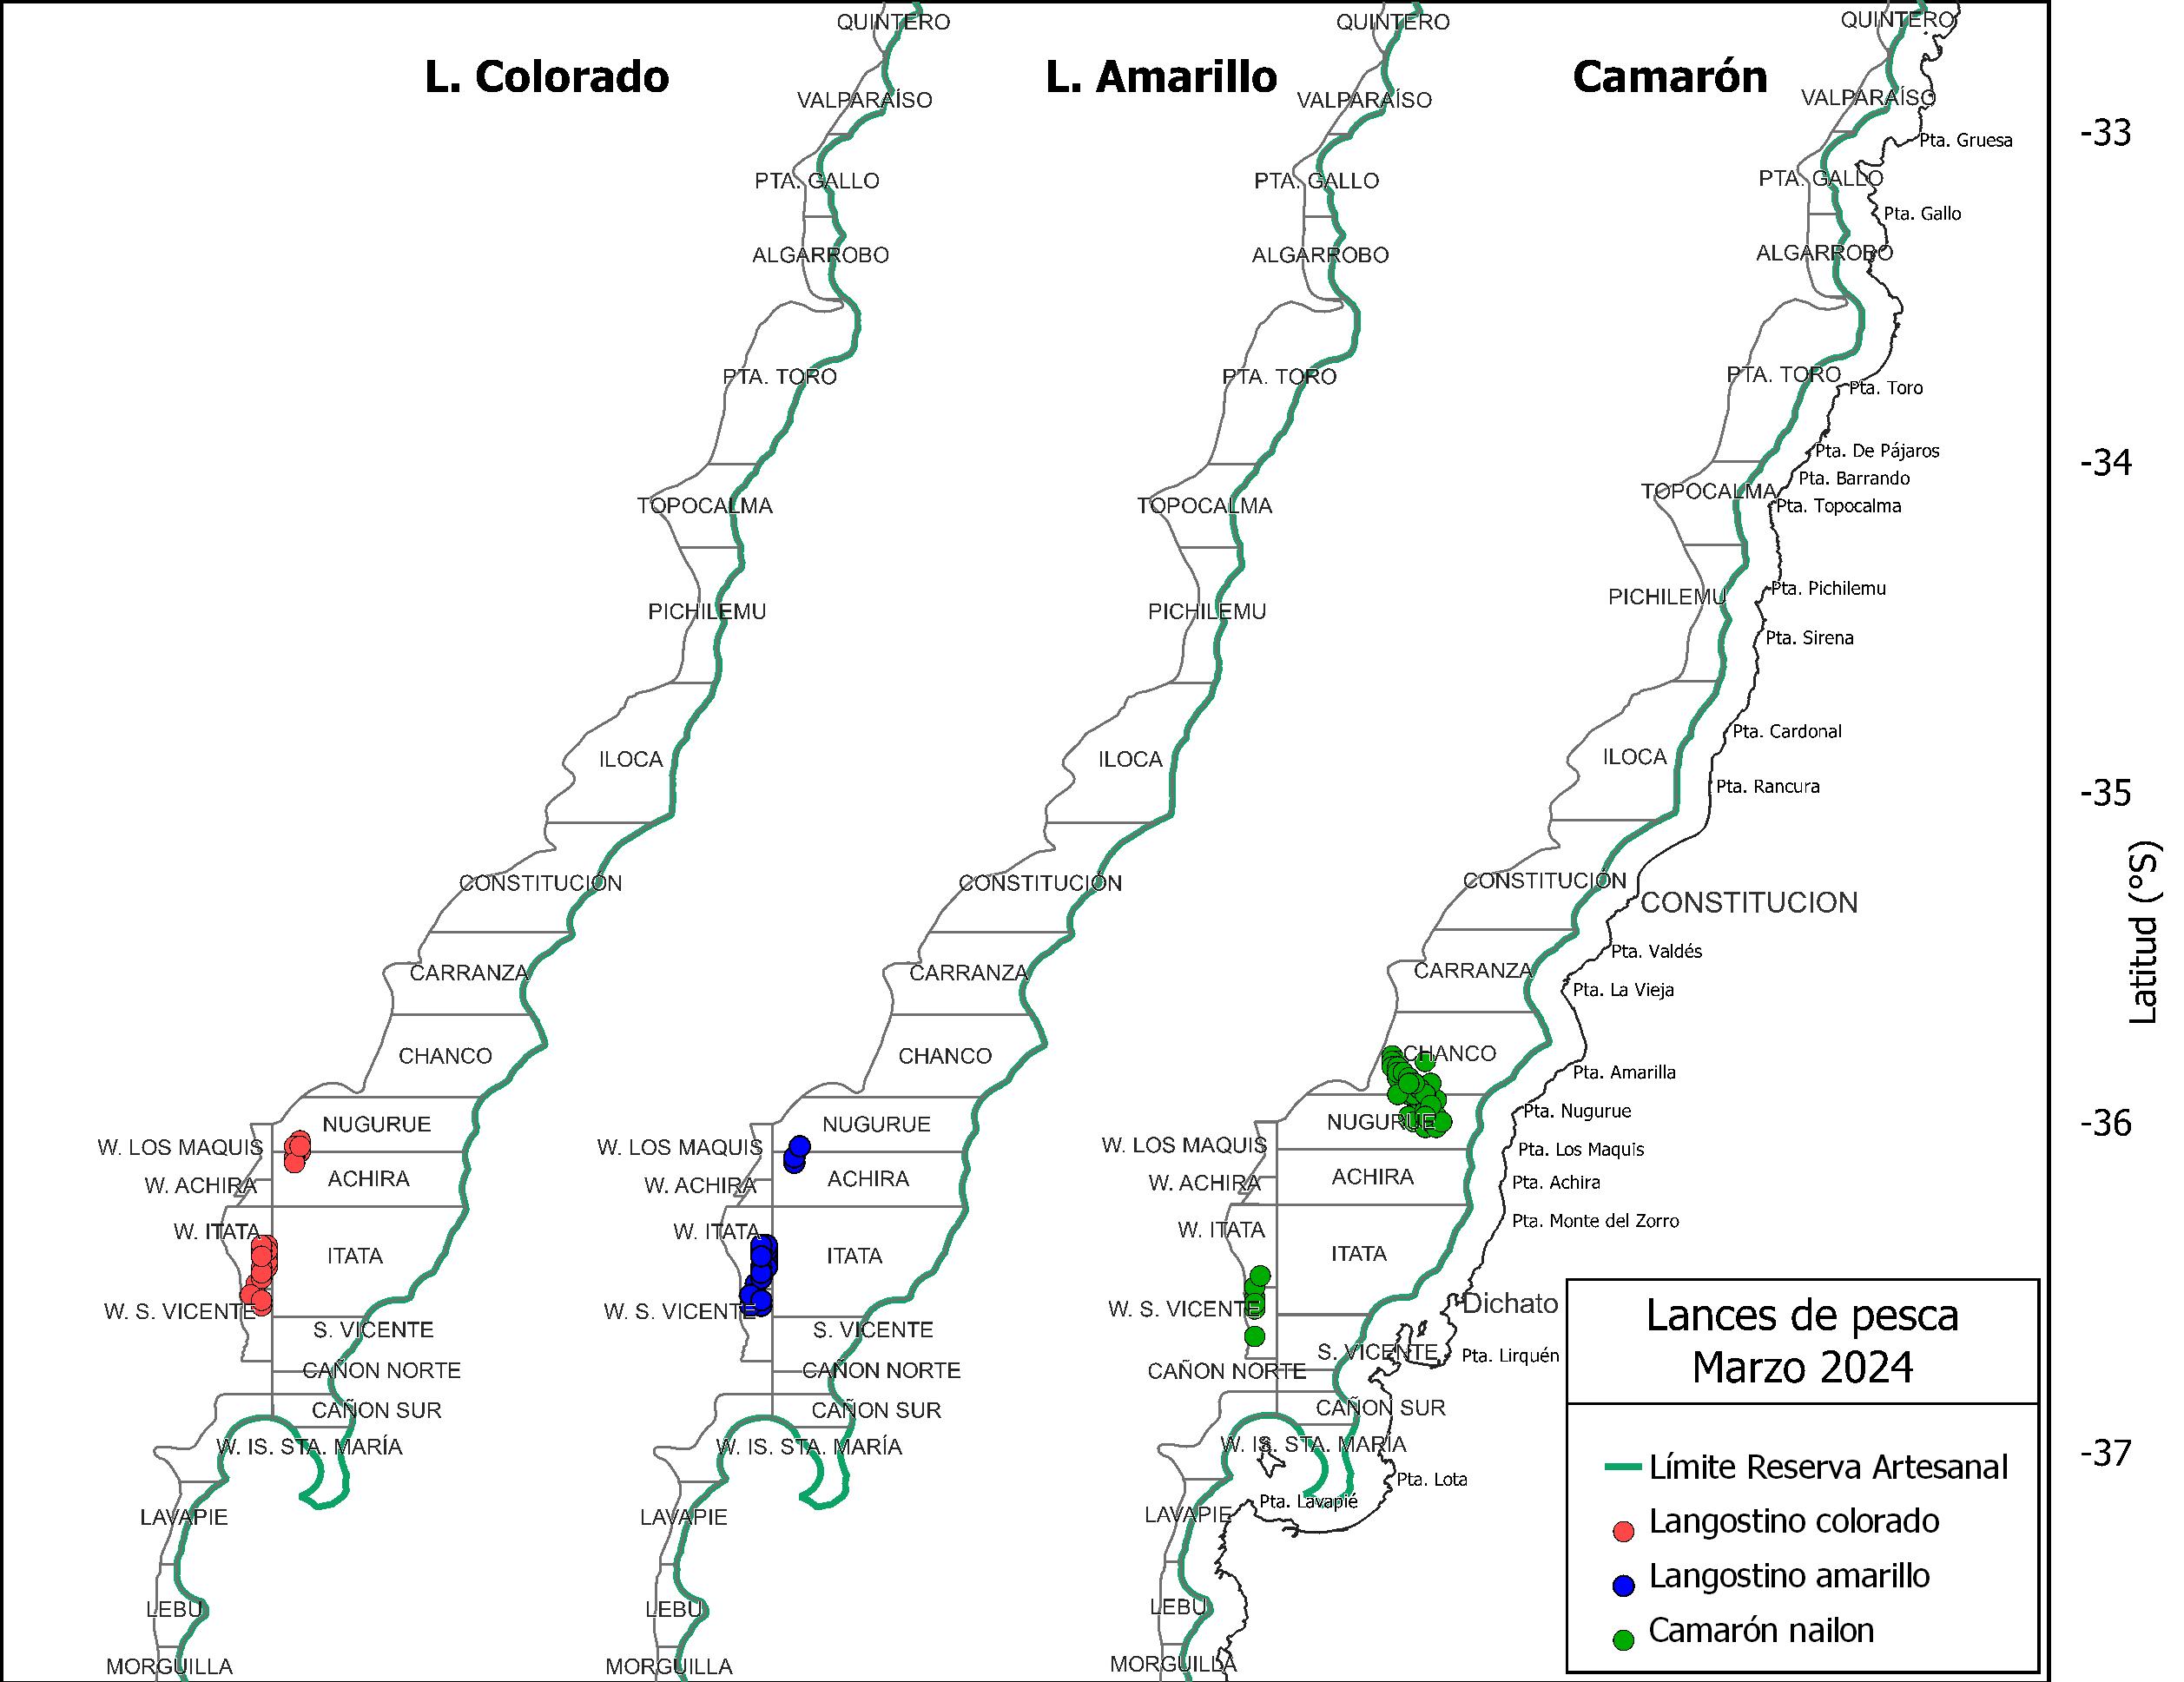 L. Colorado
QUINTERO
VALPARAÍSO
PTA. GALLO
ALGARROBO
PTA. TORO
TOPOCALMA
PICHILEMU
ILOCA
CONSTITUCIÓN
CARRANZA
CHANCO
NUGURUE
W. LOS MAQUIS
ACHIRA
W. ACHIRA
W. ITATA
ITATA
W. S. VICENTE
S. VICENTE
CAÑON NORTE
CAÑON SUR
W. IS. STA. MARÍA
LAVAPIE
LEBU
MORGUILLA
L. Amarillo
QUINTERO
VALPARAÍSO
PTA. GALLO
ALGARROBO
PTA. TORO
TOPOCALMA
PICHILEMU
ILOCA
CONSTITUCIÓN
CARRANZA
CHANCO
NUGURUE
W. LOS MAQUIS
ACHIRA
W. ACHIRA
W. ITATA
ITATA
W. S. VICENTE
S. VICENTE
CAÑON NORTE
CAÑON SUR
W. IS. STA. MARÍA
LAVAPIE
LEBU
MORGUILLA
Camarón
QUINTERO
VALPARAÍSO
PTA. GALLO
ALGARROBO
PTA. TORO
TOPOCALMA
PICHILEMU
ILOCA
CONSTITUCIÓN
CARRANZA
CHANCO
NUGURUE
W. LOS MAQUIS
ACHIRA
W. ACHIRA
W. ITATA
ITATA
W. S. VICENTE
S. VICENTE
CAÑON NORTE
CAÑON SUR
W. IS. STA. MARÍA
LAVAPIE
LEBU
MORGUILLA
Pta. Gruesa
Pta. Gallo
Pta. Toro
Pta. De Pájaros
Pta. Barrando
Pta. Topocalma
Pta. Pichilemu
Pta. Sirena
Pta. Cardonal
Pta. Rancura
CONSTITUCION
Pta. Valdés
Pta. La Vieja
Pta. Amarilla
Pta. Nugurue
Pta. Los Maquis
Pta. Achira
Pta. Monte del Zorro
Dichato
Pta. Lirquén
Pta. Lota
Pta. Lavapié
-33
-34
-35
-36
-37
Latitud (°S)
Lances de pesca
Marzo 2024
Límite Reserva Artesanal
Langostino colorado
Langostino amarillo
Camarón nailon